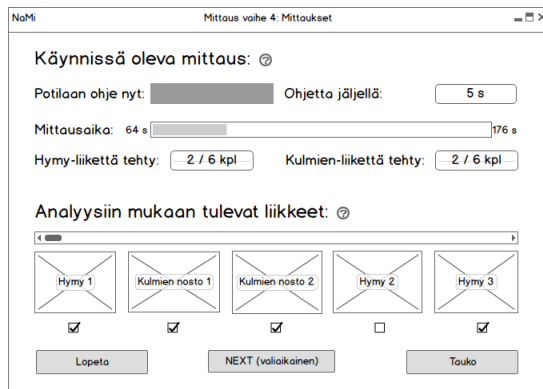 NaMi Mittaus vaihe 4: Mittaukset
Käynnissä oleva mittaus: ?
Potilaan ohje nyt: Ohjetta jäljellä: 5 s
Mittausaika: 64 s 176 s
Hymy-liikettä tehty: 2 / 6 kpl Kulmien-liikettä tehty: 2 / 6 kpl
Analyysiin mukaan tulevat liikkeet: ?
Hymy 1 Kulmien nosto 1 Kulmien nosto 2 Hymy 2 Hymy 3
Lopeta NEXT (valiaikainen) Tauko